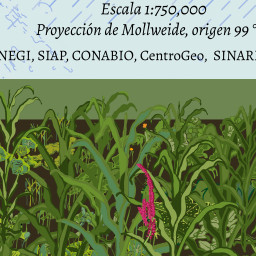 Escala 1:750,000
Proyección de Mollweide, origen 99 °
NEGI, SIAP, CONABIO, CentroGeo, SINAR